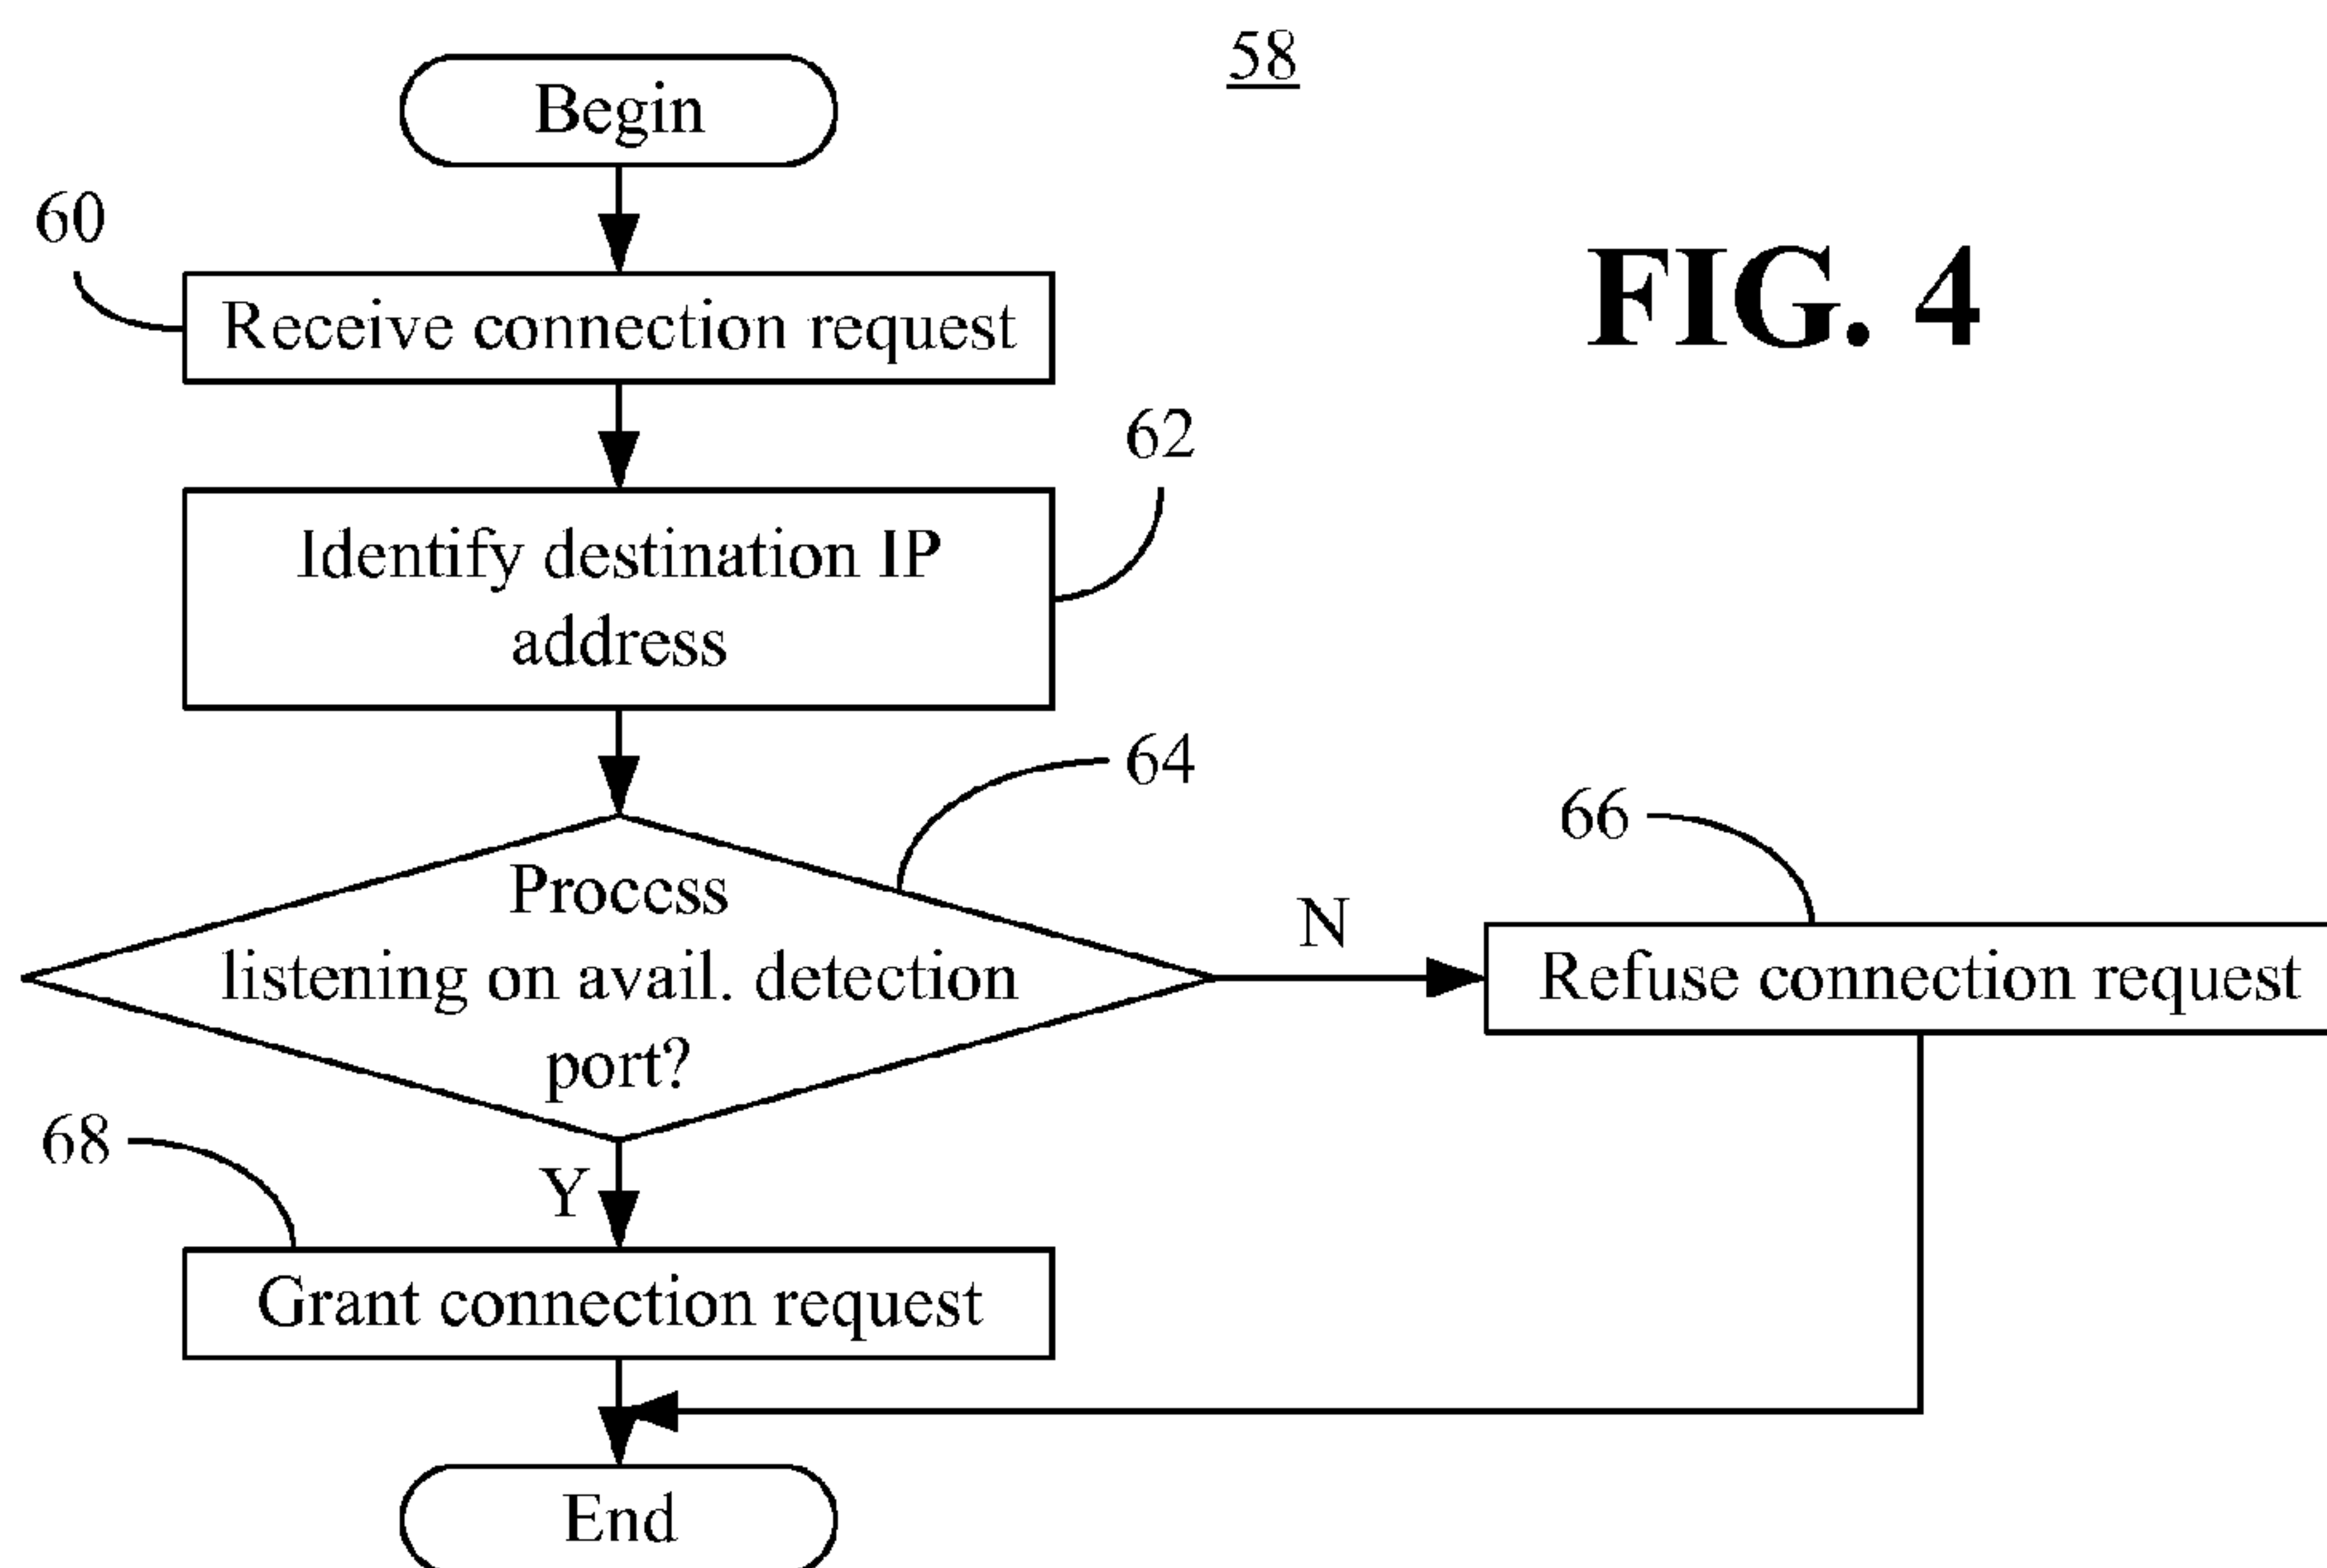 58
Begin
60
FIG. 4
Receive connection request
62
Identify destination IP
address
64
66
Process
N
listening on avail. detection
Refuse connection request
port?
68
Y
Grant connection request
End